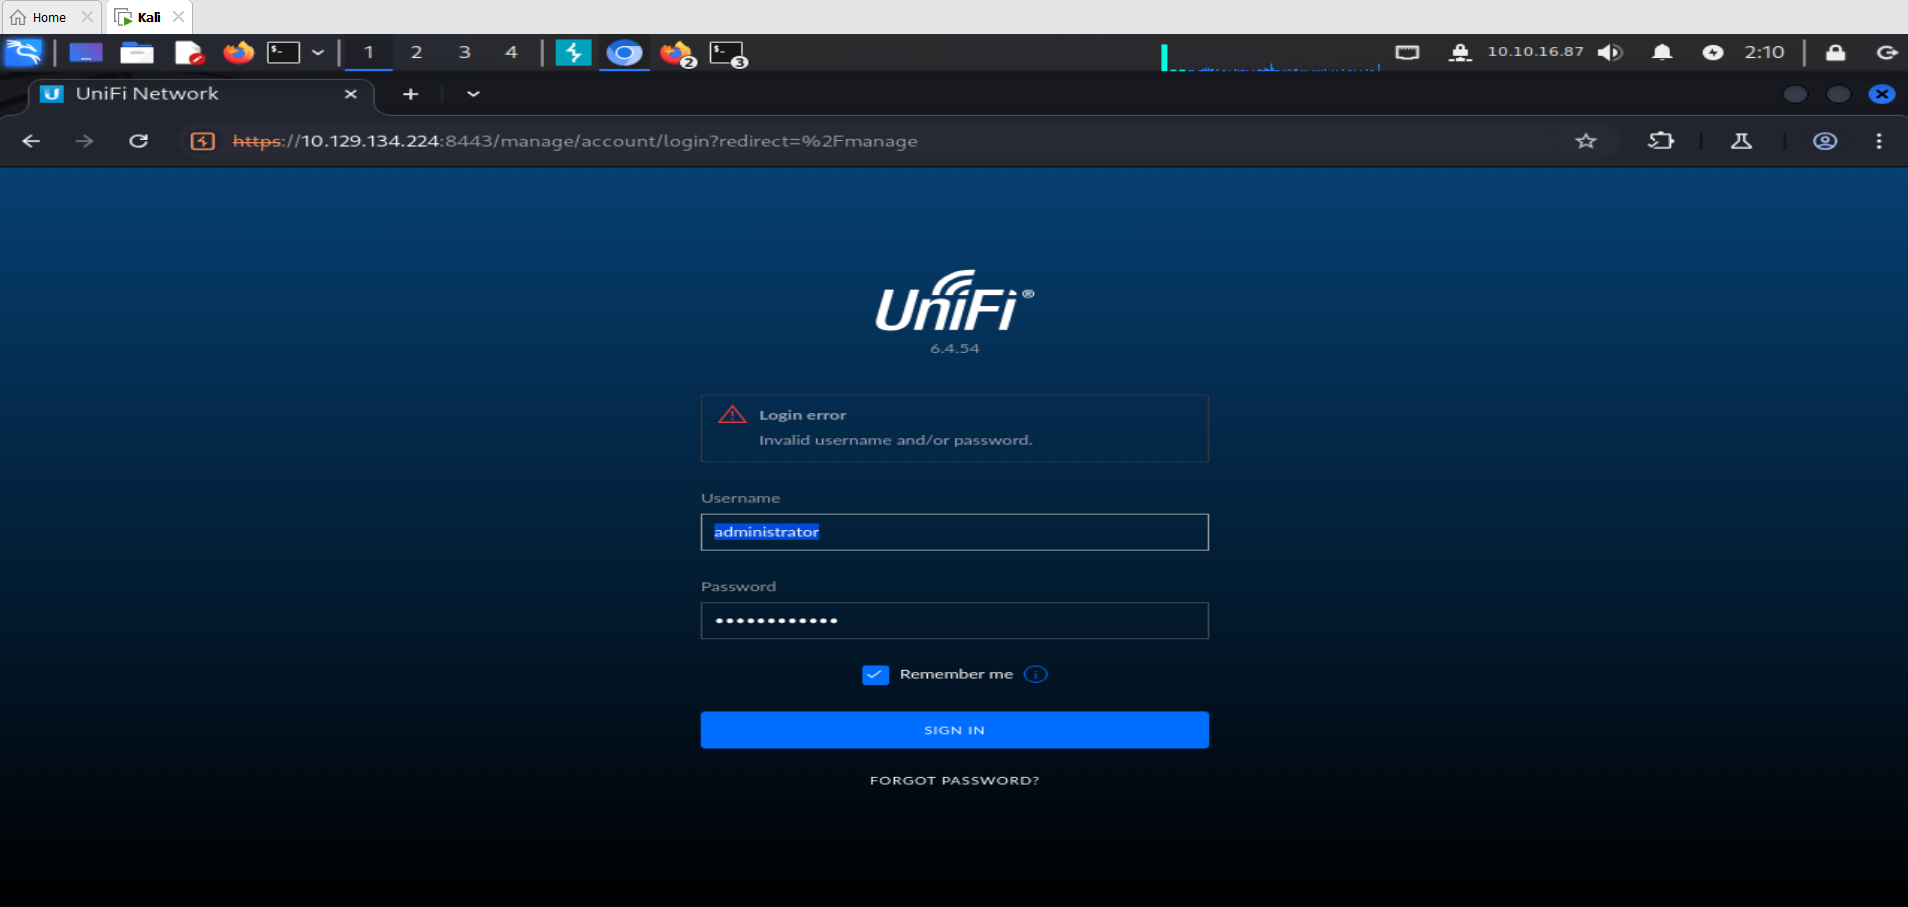 Home
Kali
1 2 3 4
2
3
10.10.16.87
2:10
UniFi Network
https://10.129.134.224:8443/manage/account/login?redirect=%2Fmanage
UniFi®
6.4.54
Login error
Invalid username and/or password.
Username
administrator
Password
Remember me
SIGN IN
FORGOT PASSWORD?